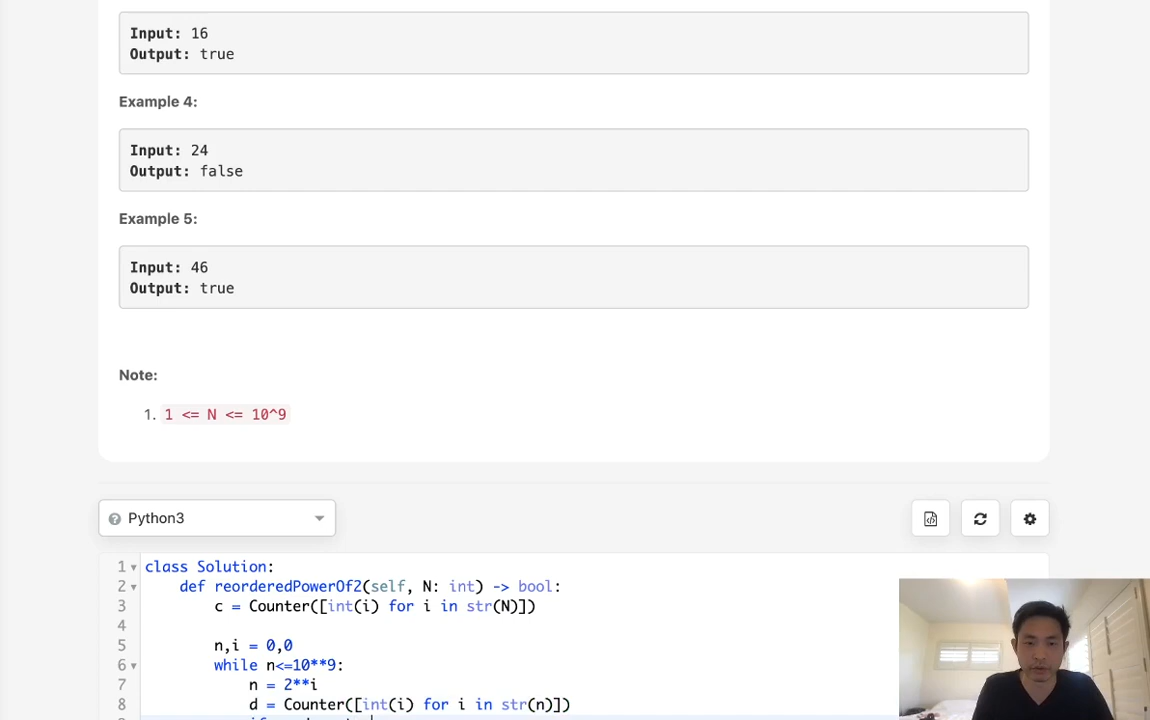 Input: 16
Output: true
Example 4:
Input: 24
Output: false
Example 5:
Input: 46
Output: true
Note:
1. 1 <= N <= 10^9
Python3
1 class Solution:
2 def reorderedPowerOf2(self, N: int) -> bool:
3 c = Counter([int(i) for i in str(N)])
4
5 n,i = 0,0
6 while n<=10**9:
7 n = 2**i
8 d = Counter([int(i) for i in str(n)])